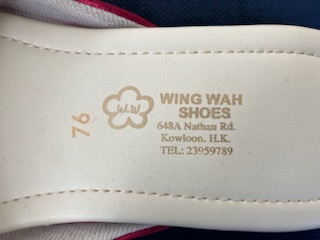 76
W.W
WING WAH
SHOES
648A Nathan Rd.
Kowloon. H.K.
TEL: 23959789